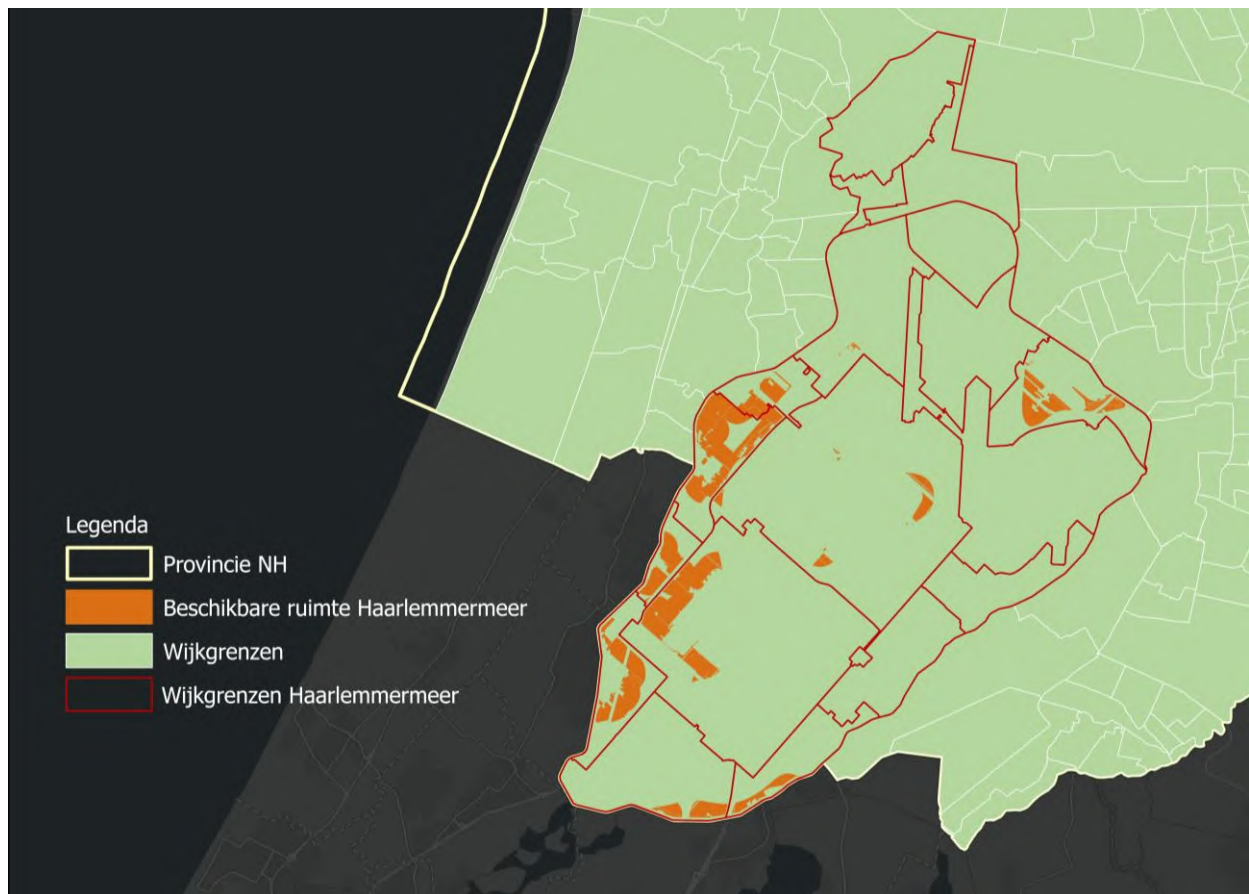 Legenda
Provincie NH
Beschikbare ruimte Haarlemmermeer
Wijkgrenzen
Wijkgrenzen Haarlemmermeer